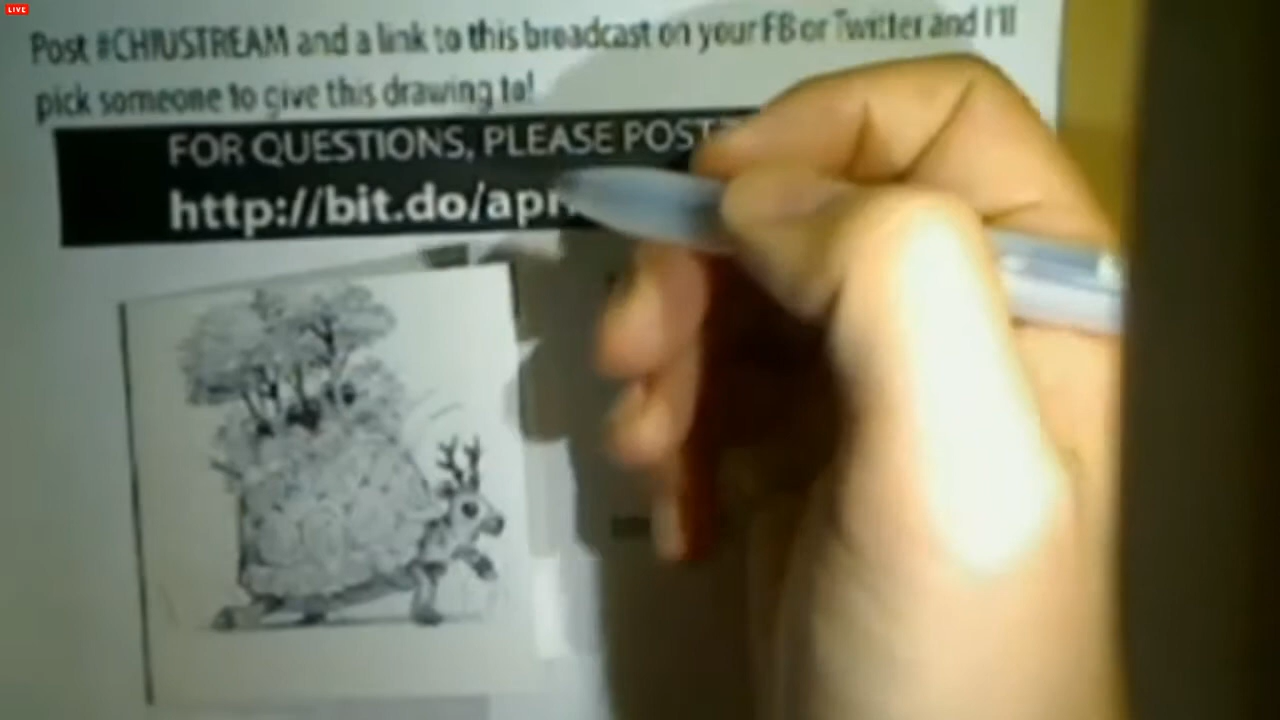 LIVE
Post #CHIUSTREAM and a link to this broadcast on your FB or Twitter and I'll
pick someone to give this drawing to!
FOR QUESTIONS, PLEASE POST
http://bit.do/apr